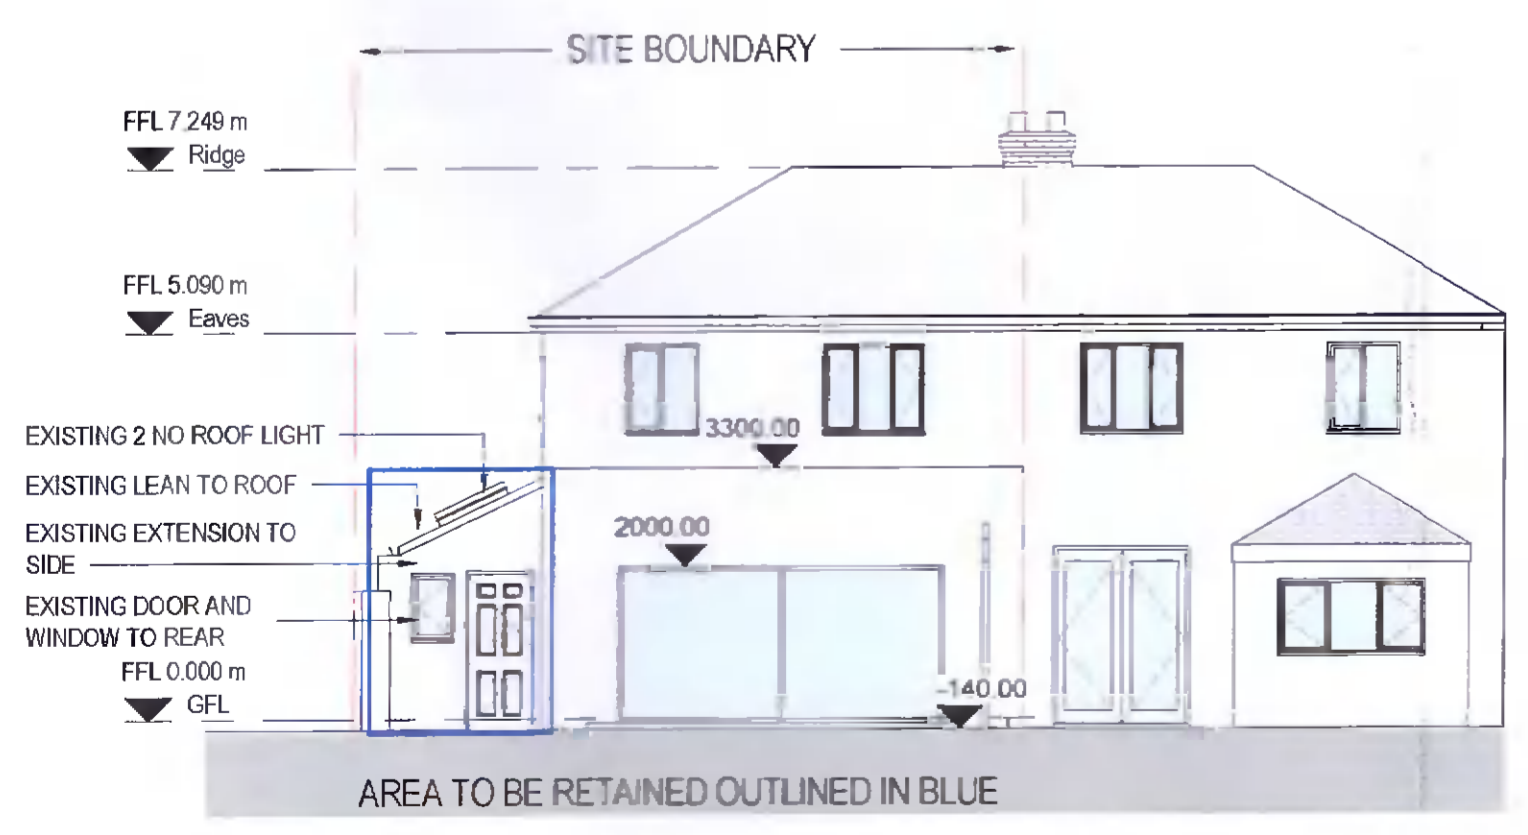 SITE BOUNDARY
FFL 7.249 m
Ridge
FFL 5.090 m
Eaves
EXISTING 2 NO ROOF LIGHT
3300.00
EXISTING LEAN TO ROOF
EXISTING EXTENSION TO
SIDE
2000.00
EXISTING DOOR AND
WINDOW TO REAR
FFL 0.000 m
GFL
-140.00
AREA TO BE RETAINED OUTLINED IN BLUE